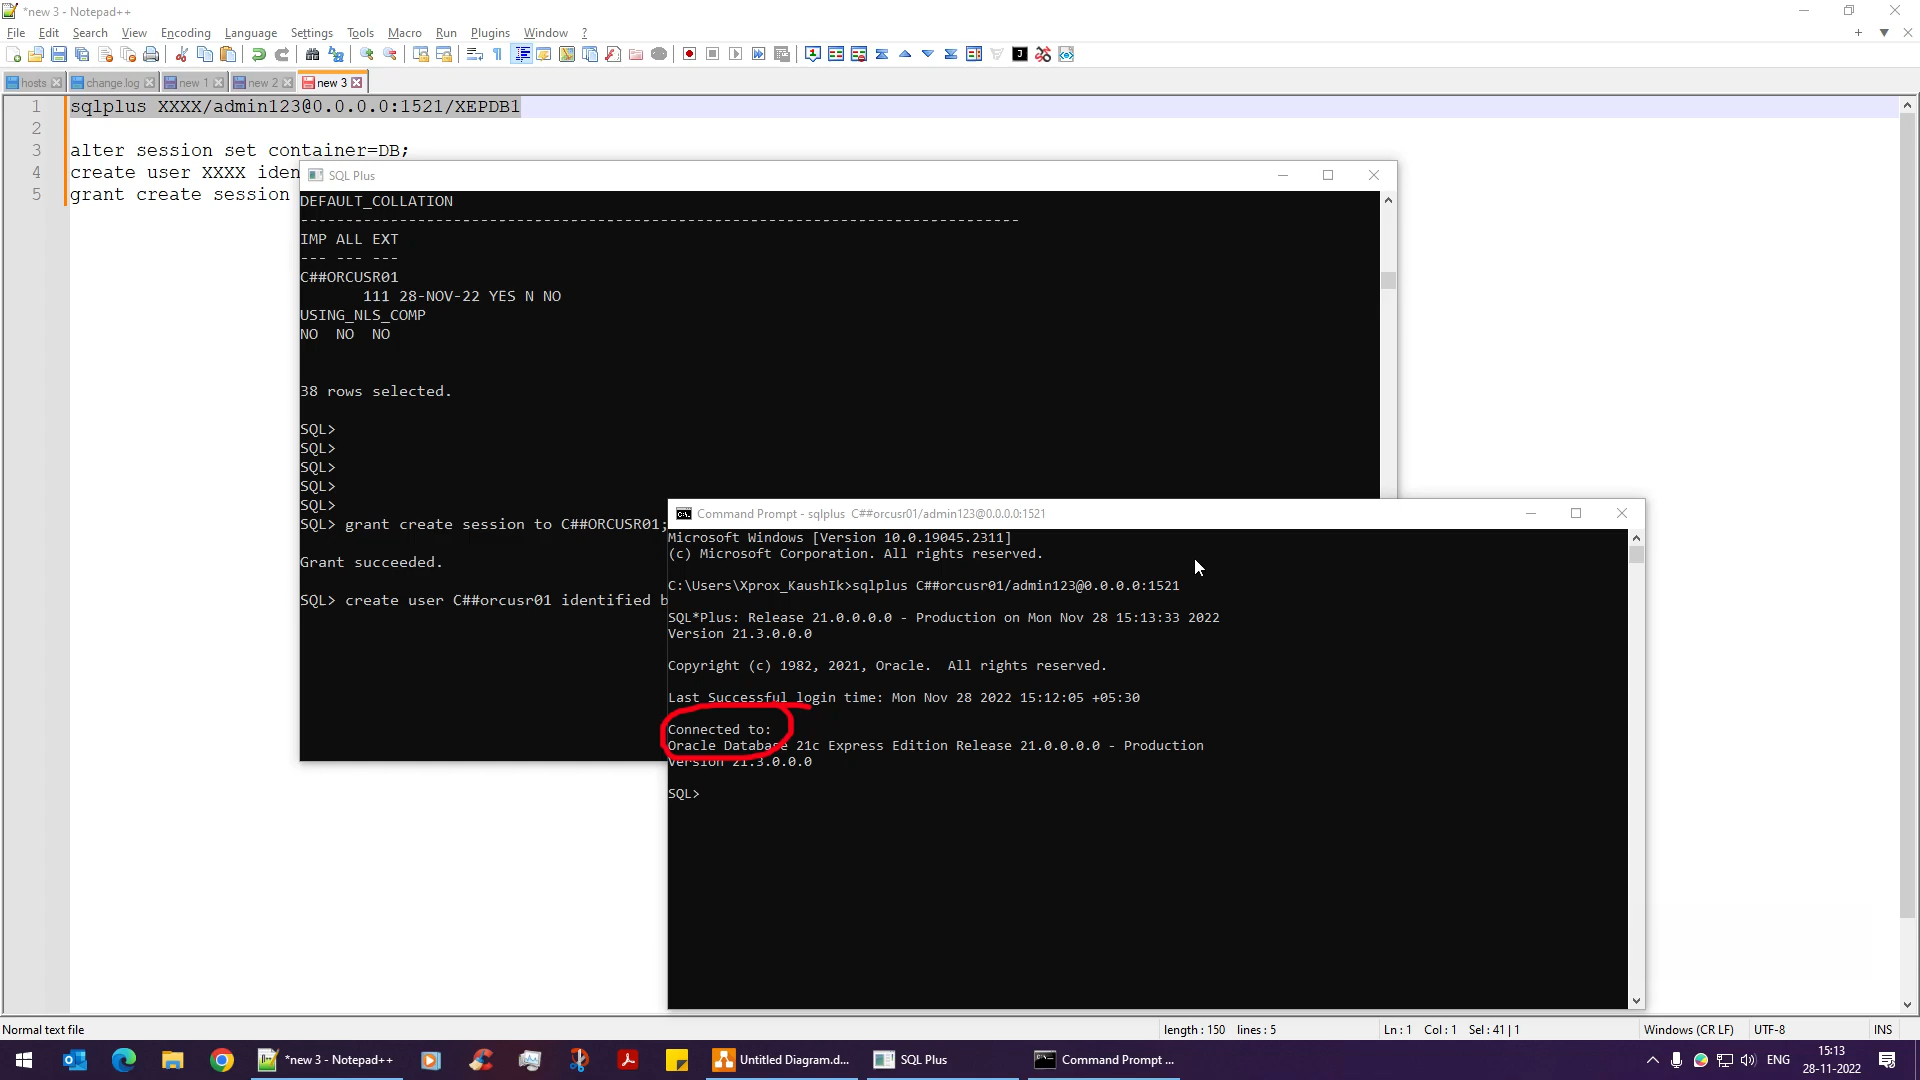 *new 3 - Notepad++
File Edit Search View Encoding Language Settings Tools Macro Run Plugins Window ?
hosts change.log new 1 new 2 new 3
1 sqlplus XXXX/admin123@0.0.0.0:1521/XEPDB1
2
3 alter session set container=DB;
4 create user XXXX iden
5 grant create session
SQL Plus
DEFAULT_COLLATION
--------------------------------------------------------------------------------
IMP ALL EXT
--- --- ---
C##ORCUSR01
111 28-NOV-22 YES N NO
USING_NLS_COMP
NO NO NO
38 rows selected.
SQL>
SQL>
SQL>
SQL>
SQL>
SQL> grant create session to C##ORCUSR01;
Grant succeeded.
SQL> create user C##orcusr01 identified b
Command Prompt - sqlplus C##orcusr01/admin123@0.0.0.0:1521
Microsoft Windows [Version 10.0.19045.2311]
(c) Microsoft Corporation. All rights reserved.
C:\Users\Xprox_KaushIk>sqlplus C##orcusr01/admin123@0.0.0.0:1521
SQL*Plus: Release 21.0.0.0.0 - Production on Mon Nov 28 15:13:33 2022
Version 21.3.0.0.0
Copyright (c) 1982, 2021, Oracle. All rights reserved.
Last Successful login time: Mon Nov 28 2022 15:12:05 +05:30
Connected to:
Oracle Database 21c Express Edition Release 21.0.0.0.0 - Production
Version 21.3.0.0.0
SQL>
Normal text file length : 150 lines : 5 Ln : 1 Col : 1 Sel : 41 | 1 Windows (CR LF) UTF-8 INS
*new 3 - Notepad++ Untitled Diagram.d... SQL Plus Command Prompt ... ENG 15:13
28-11-2022